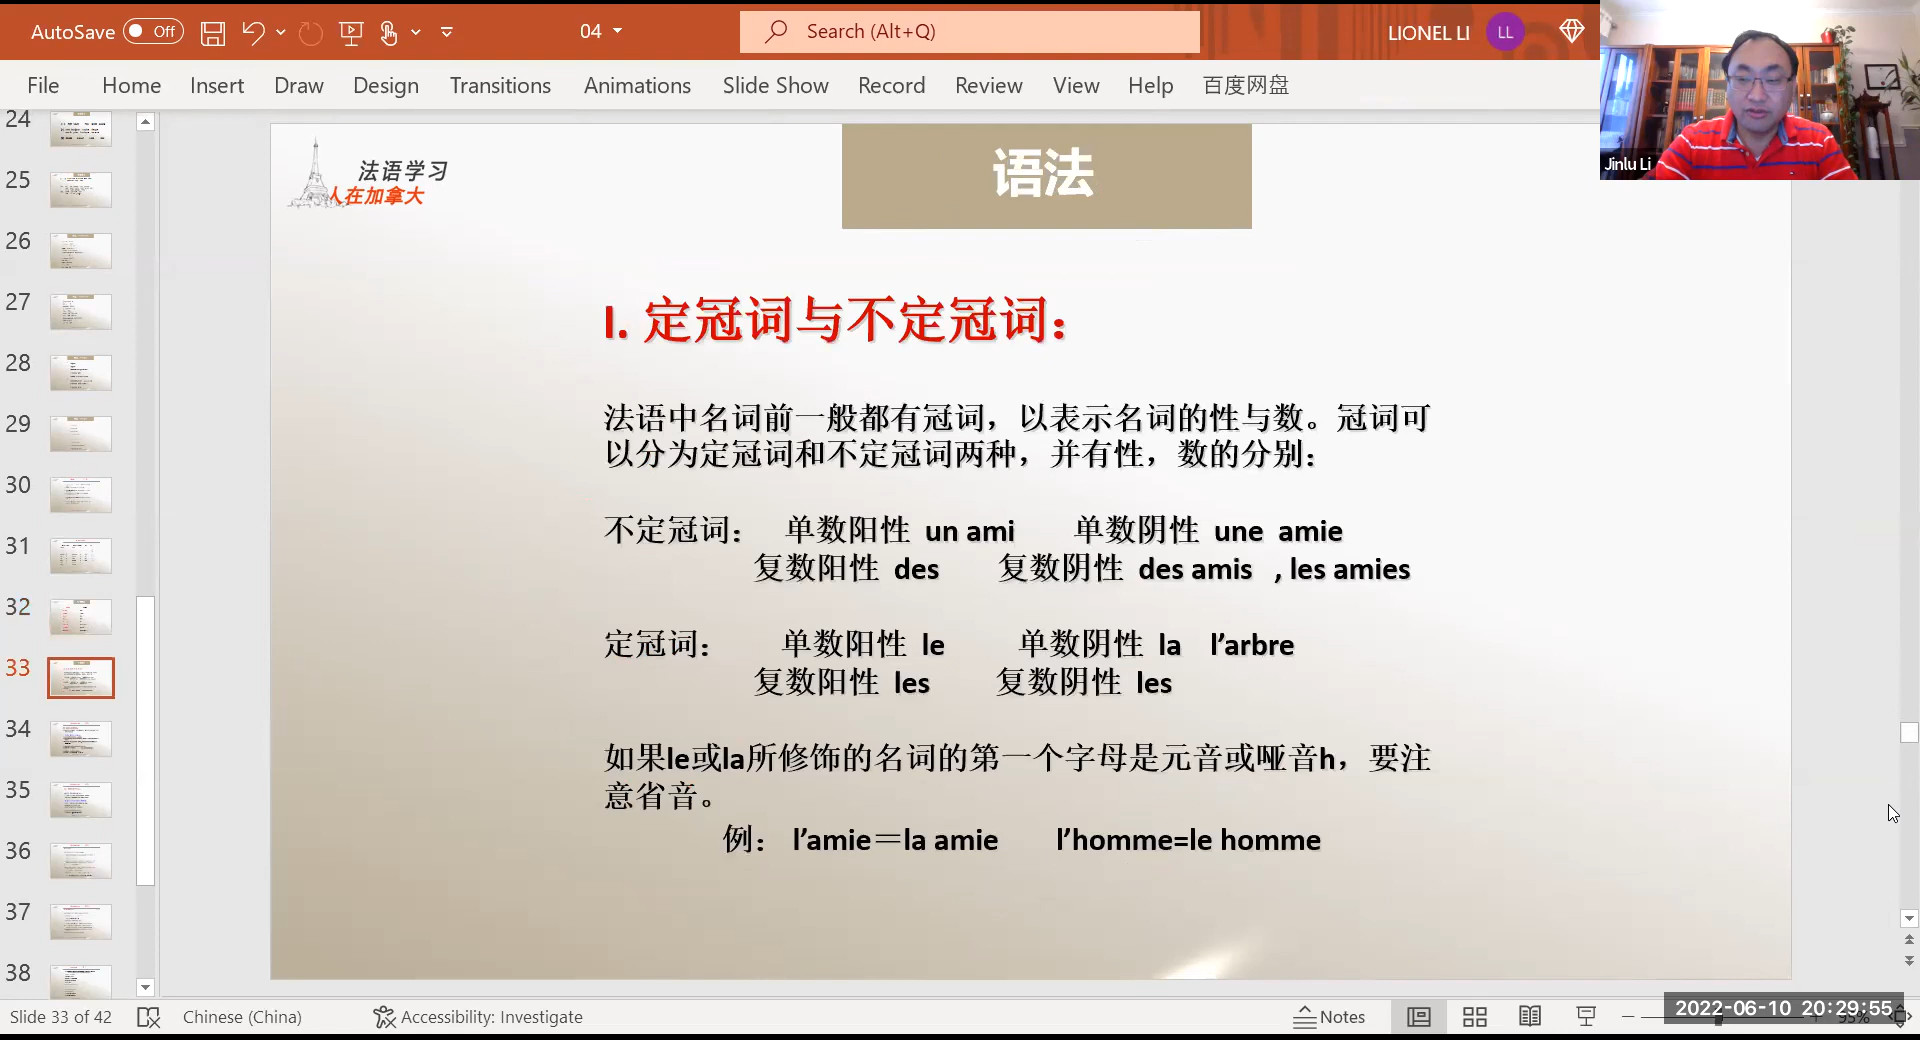 AutoSave Off
04
Search (Alt+Q)
LIONEL LI
LL
File Home Insert Draw Design Transitions Animations Slide Show Record Review View Help 百度网盘
Jinlu Li
24
25
26
27
28
29
30
31
32
33
34
35
36
37
38
法语学习
人在加拿大
语法
I. 定冠词与不定冠词：
法语中名词前一般都有冠词，以表示名词的性与数。冠词可
以分为定冠词和不定冠词两种，并有性，数的分别：
不定冠词： 单数阳性 un ami 单数阴性 une amie
复数阳性 des 复数阴性 des amis , les amies
定冠词： 单数阳性 le 单数阴性 la l’arbre
复数阳性 les 复数阴性 les
如果le或la所修饰的名词的第一个字母是元音或哑音h，要注
意省音。
例： l’amie＝la amie l’homme=le homme
Slide 33 of 42 Chinese (China) Accessibility: Investigate Notes
2022-06-10 20:29:55